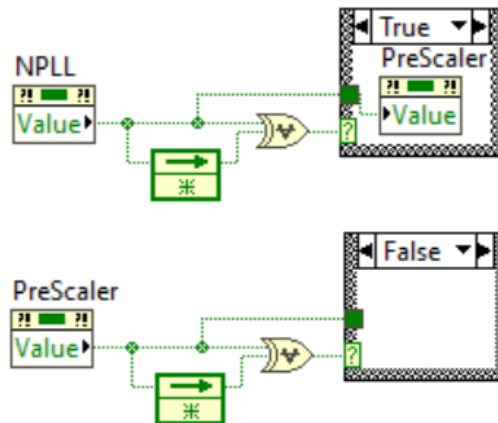 True
NPLL
PreScaler
?! ?!
?! ?!
Value
Value
?
False
PreScaler
?! ?!
Value
?